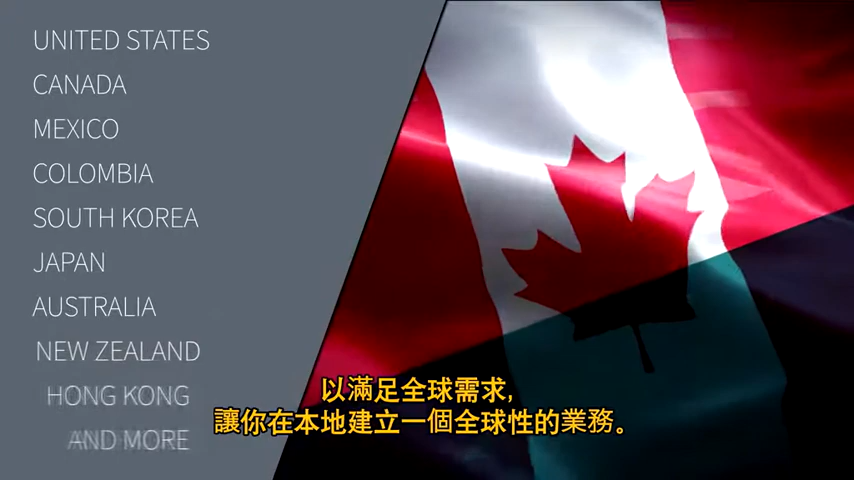 UNITED STATES
CANADA
MEXICO
COLOMBIA
SOUTH KOREA
JAPAN
AUSTRALIA
NEW ZEALAND
HONG KONG
AND MORE
以滿足全球需求,
讓你在本地建立一個全球性的業務。